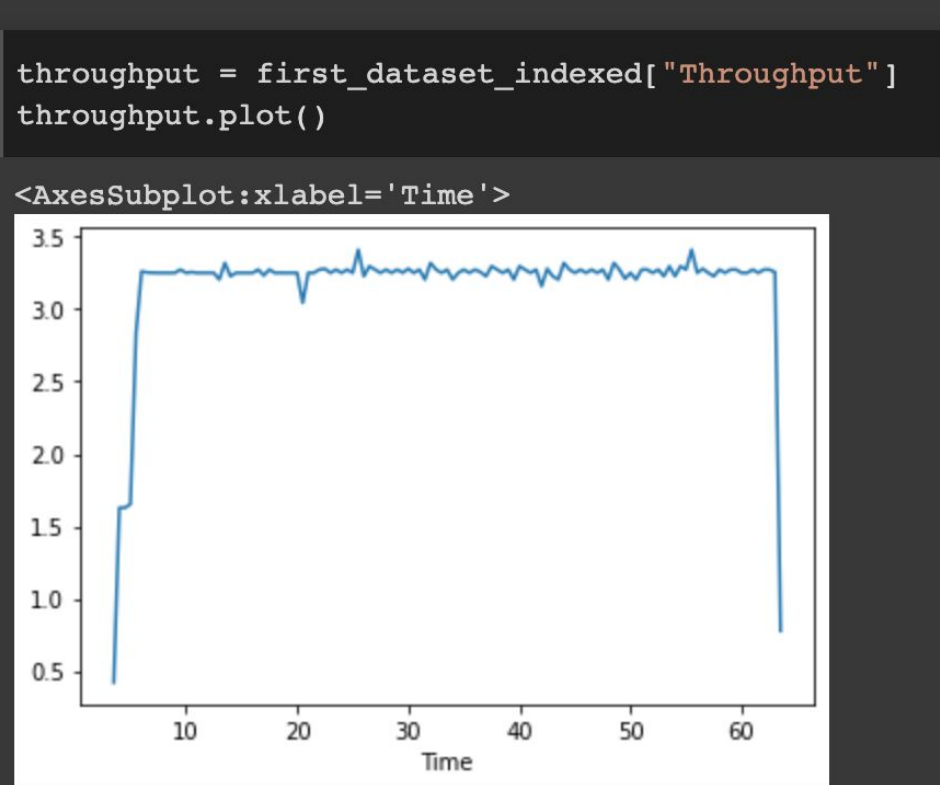 throughput = first_dataset_indexed["Throughput"]
throughput.plot()
<AxesSubplot:xlabel='Time'>
3.5
3.0
2.5
2.0
1.5
1.0
0.5
10 20 30 40 50 60
Time